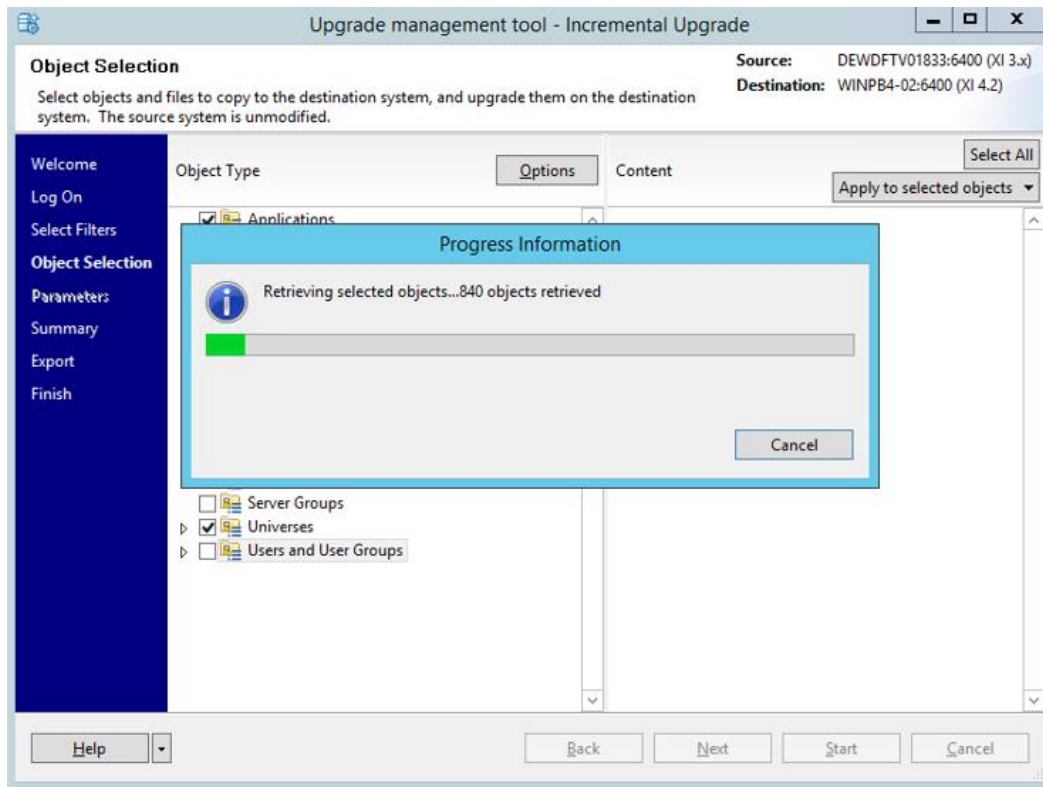 Upgrade management tool - Incremental Upgrade
Object Selection
Select objects and files to copy to the destination system, and upgrade them on the destination
system. The source system is unmodified.
Source: DEWDFTV01833:6400 (XI 3.x)
Destination: WINPB4-02:6400 (XI 4.2)
Welcome
Log On
Select Filters
Object Selection
Parameters
Summary
Export
Finish
Object Type
Options
Content
Select All
Apply to selected objects
Applications
Progress Information
Retrieving selected objects...840 objects retrieved
Cancel
Server Groups
Universes
Users and User Groups
Help
Back
Next
Start
Cancel